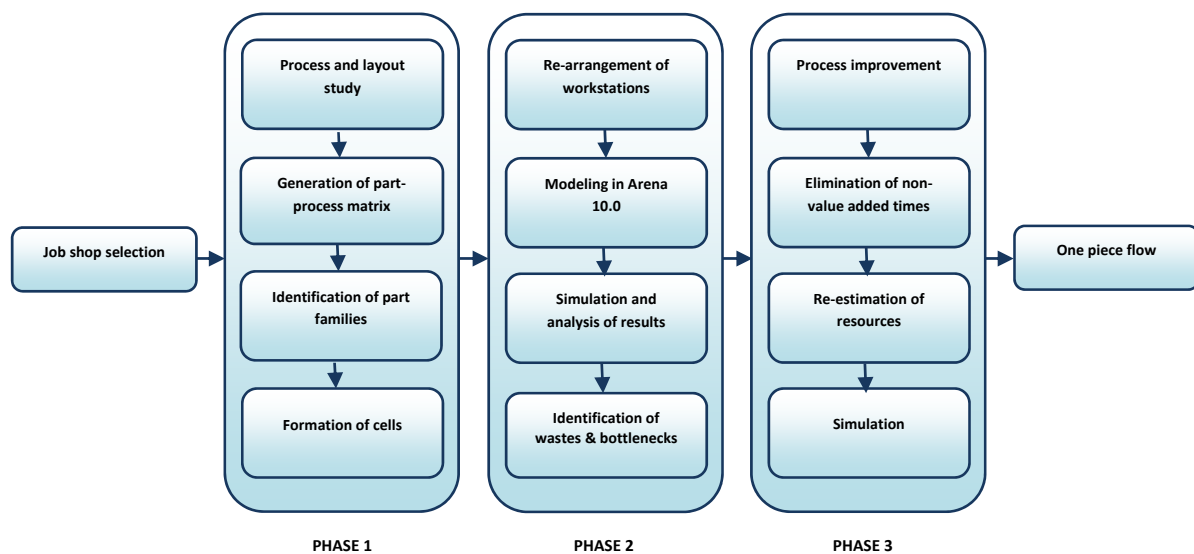 Job shop selection
Process and layout
study
Generation of part-
process matrix
Identification of part
families
Formation of cells
PHASE 1
Re-arrangement of
workstations
Modeling in Arena
10.0
Simulation and
analysis of results
Identification of
wastes & bottlenecks
PHASE 2
Process improvement
Elimination of non-
value added times
Re-estimation of
resources
Simulation
PHASE 3
One piece flow